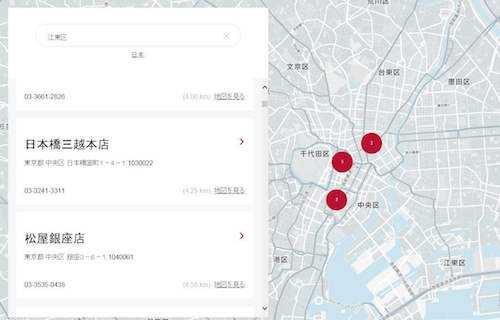 江東区
日本
03-3661-2826 (4.06 km) 地図を見る
日本橋三越本店
東京都 中央区 日本橋室町1-4-1 1030022
03-3241-3311 (4.25 km) 地図を見る
松屋銀座店
東京都 中央区 銀座3-6-1 1040061
03-3535-0438 (4.56 km) 地図を見る
荒川区
文京区
台東区
墨田区
千代田区
中央区
港区
江東区